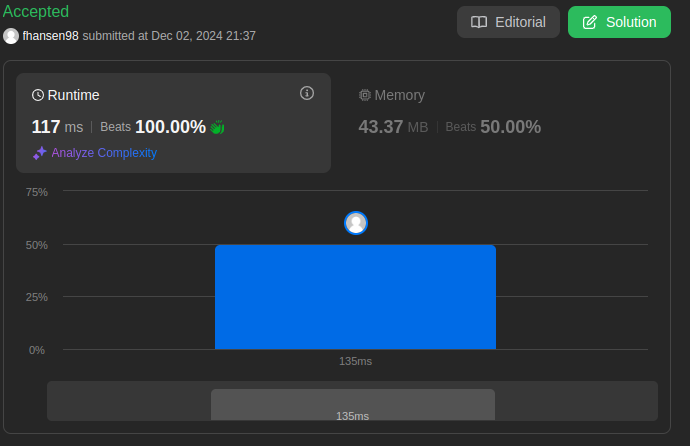 Accepted
Editorial
Solution
fhansen98 submitted at Dec 02, 2024 21:37
Runtime
Memory
117 ms | Beats 100.00%
43.37 MB | Beats 50.00%
Analyze Complexity
75%
50%
25%
0%
135ms
135ms